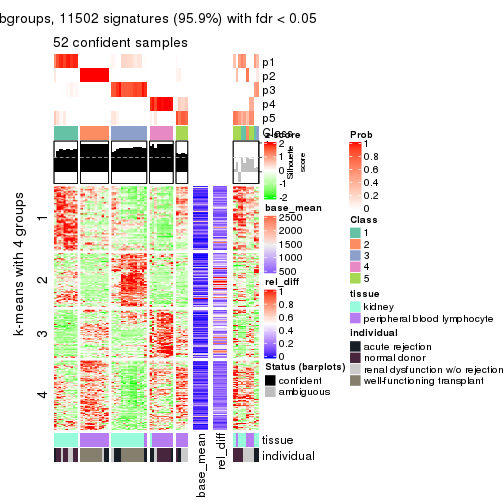 bgroups, 11502 signatures (95.9%) with fdr < 0.05
52 confident samples
p1
p2
p3
p4
p5
Class
Silhouette score
k-means with 4 groups
1
2
3
4
tissue
individual
base_mean
rel_diff
z-score
2
1
0
-1
-2
base_mean
2500
2000
1500
1000
500
rel_diff
1
0.8
0.6
0.4
0.2
0
Status (barplots)
confident
ambiguous
Prob
1
0.8
0.6
0.4
0.2
0
Class
1
2
3
4
5
tissue
kidney
peripheral blood lymphocyte
individual
acute rejection
normal donor
renal dysfunction w/o rejection
well-functioning transplant